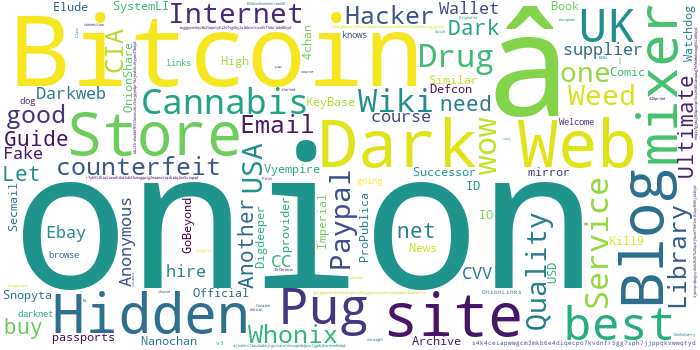 Elude SystemLI Internet Hacker Wallet Book
Bitcoin â UK mixer Watchdog
CIA OnionShare links High 4chan knows Dark supplier
Darkweb Cannabis Wiki Drug one Comic
Similar Defcon Weed
dog good Store Email KeyBase need Ultimate
Guide course wow Welcome
Fake Dark Web
Let counterfeit USA Vyempire Successor mirror
onion ID Blog
Secmail Ebay Anonymous GoBeyond Another Digdeeper provider Imperial Paypal ProPublica net IO Quality Service Library
browse CC News Kill9
hire going CVV USD
Snopyta Official OnionLinks
darknet Hidden Pug site best
buy passports Nanochan v3 Whonix Archive straight
s4k4ceiapwwgcm3mkb6e4diqecpo7kvdnfr5gg7sph7jjppqkvwwqtyd